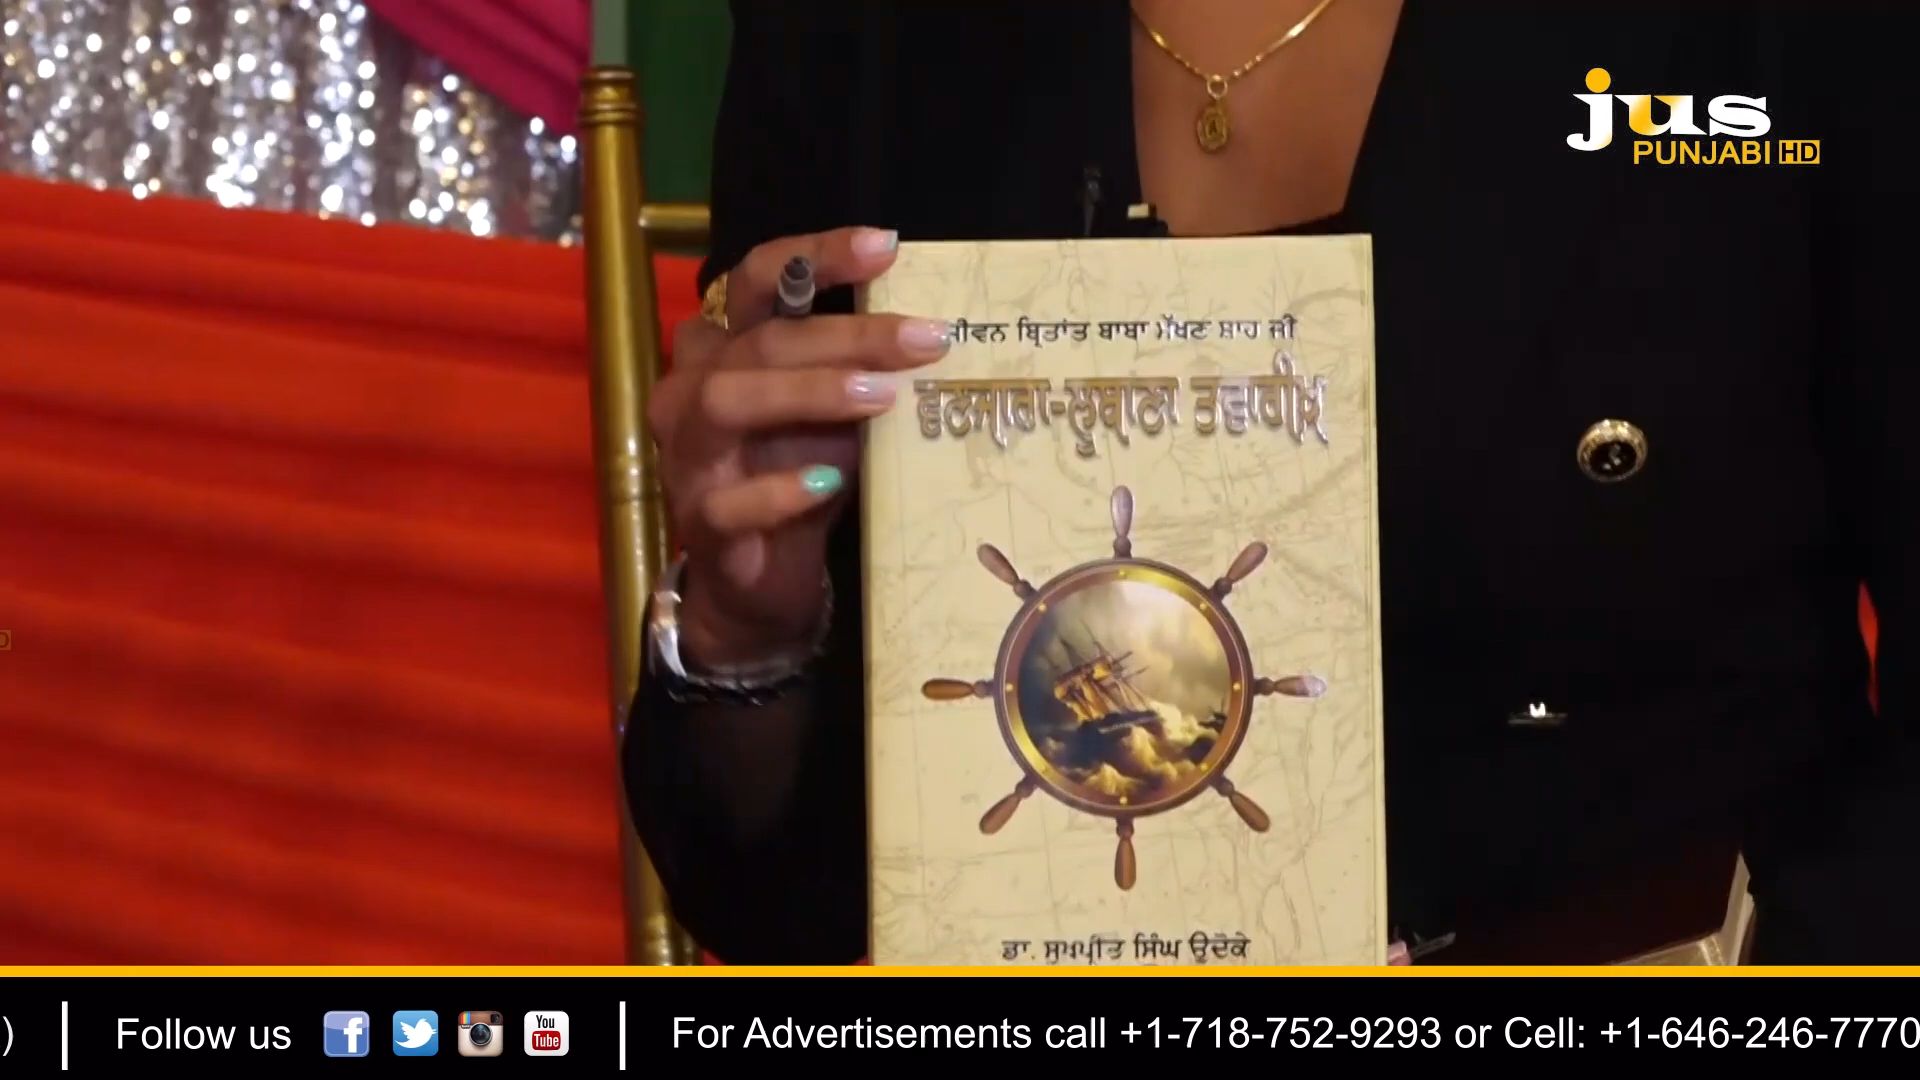 jus
PUNJABI HD
ਜੀਵਨ ਬ੍ਰਿਤਾਂਤ ਬਾਬਾ ਮੱਖਣ ਸ਼ਾਹ ਜੀ
ਵਣਜਾਰਾ-ਲੁਬਾਣਾ ਤਵਾਰੀਖ਼
ਡਾ. ਸੁਖਪ੍ਰੀਤ ਸਿੰਘ ਉਦੋਕੇ
) | Follow us | For Advertisements call +1-718-752-9293 or Cell: +1-646-246-7770
You Tube